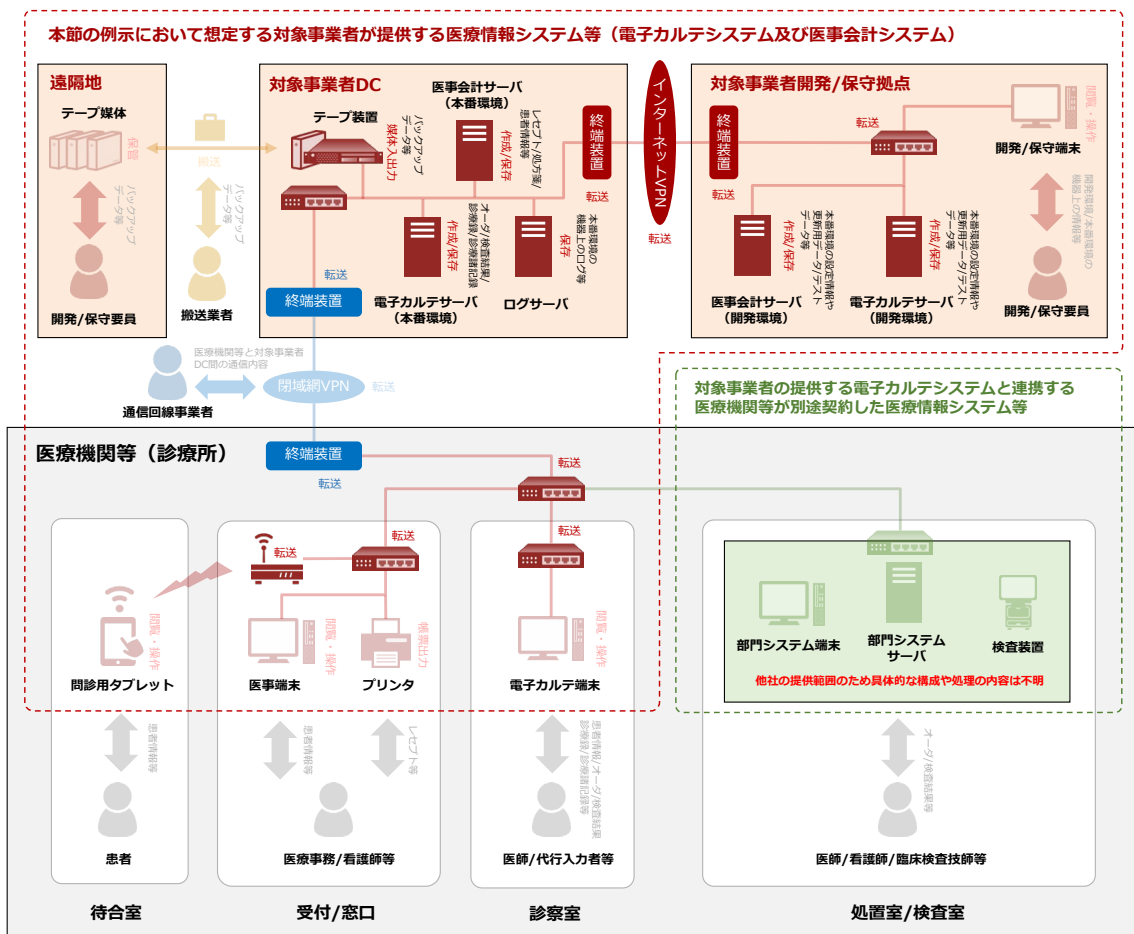 本節の例示において想定する対象事業者が提供する医療情報システム等（電子カルテシステム及び医事会計システム）
遠隔地
テープ媒体
保管
バックアップ
データ等
開発/保守要員
搬送
バックアップ
データ等
搬送業者
対象事業者DC
テープ装置
媒体入出力
バックアップ
データ等
医事会計サーバ
（本番環境）
作成/保存
レセプト/処方箋/
患者情報等
終端装置
転送
作成/保存
オーダ/検査結果/
診療録/診療諸記録
電子カルテサーバ
（本番環境）
保存
本番環境の
機器上のログ等
ログサーバ
転送
終端装置
インターネットVPN
転送
対象事業者開発/保守拠点
終端装置
転送
転送
閲覧・操作
開発/保守端末
作成/保存
本番環境の設定情報や
更新用データ/テスト
データ等
医事会計サーバ
（開発環境）
作成/保存
本番環境の設定情報や
更新用データ/テスト
データ等
電子カルテサーバ
（開発環境）
開発環境/本番環境の
機器上の情報等
開発/保守要員
医療機関等と対象事業者
DC間の通信内容
通信回線事業者
閉域網VPN
転送
対象事業者の提供する電子カルテシステムと連携する
医療機関等が別途契約した医療情報システム等
医療機関等（診療所）
終端装置
転送
転送
転送
転送
転送
閲覧・操作
問診用タブレット
閲覧・操作
医事端末
帳票出力
プリンタ
閲覧・操作
電子カルテ端末
部門システム端末
部門システム
サーバ
検査装置
他社の提供範囲のため具体的な構成や処理の内容は不明
患者情報等
患者
患者情報等
レセプト等
医療事務/看護師等
患者情報/オーダ/検査結果
診療録/診療諸記録等
医師/代行入力者等
オーダ/検査結果等
医師/看護師/臨床検査技師等
待合室
受付/窓口
診察室
処置室/検査室